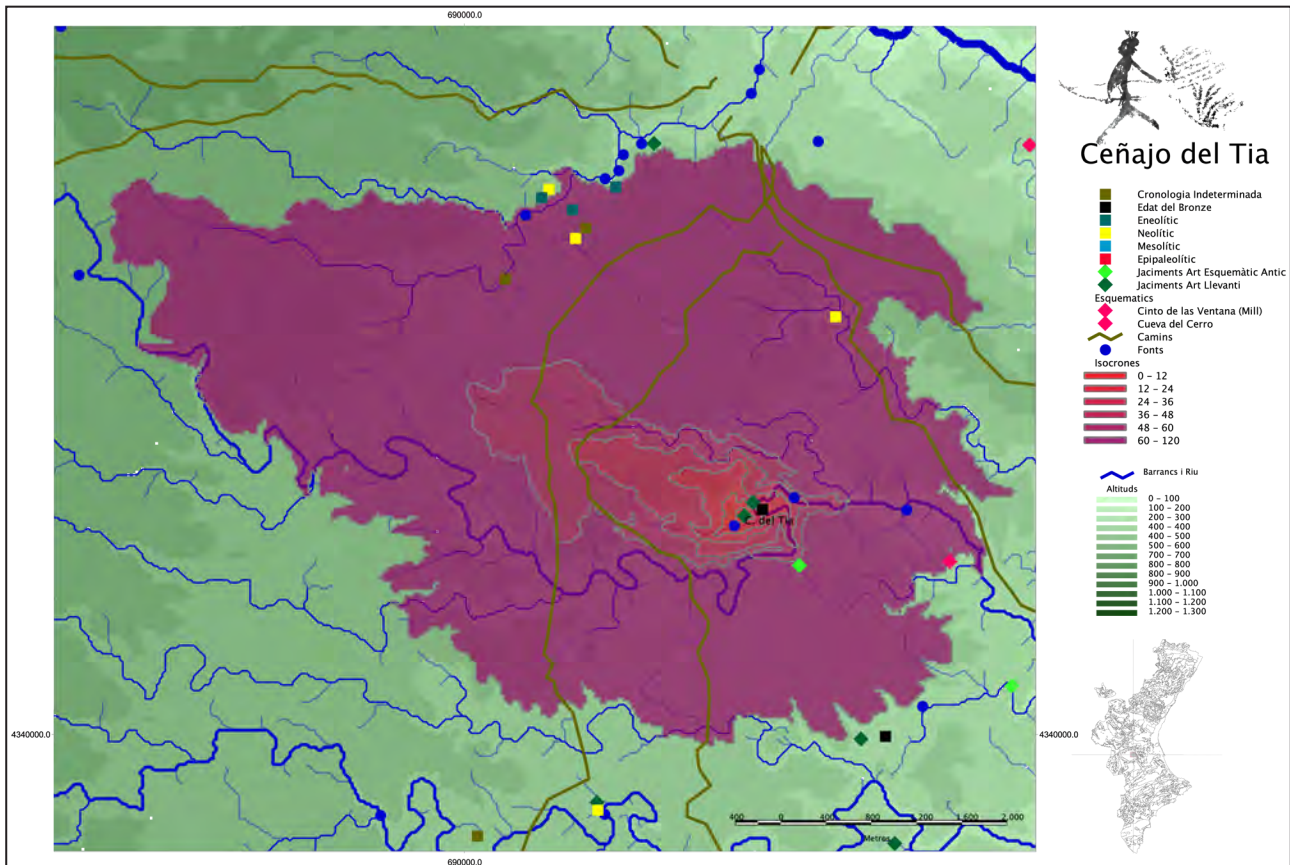 690000.0
Ceñajo del Tia
Cronologia Indeterminada
Edat del Bronze
Eneolític
Neolític
Mesolític
Epipaleolític
Jaciments Art Esquemàtic Antic
Jaciments Art Llevanti
Esquematics
Cinto de las Ventana (Mill)
Cueva del Cerro
Camins
Fonts
Isocrones
0 - 12
12 - 24
24 - 36
36 - 48
48 - 60
60 - 120
Barrancs i Riu
Altituds
0 - 100
100 - 200
200 - 300
400 - 400
400 - 500
500 - 600
700 - 700
800 - 800
800 - 900
900 - 1.000
1.000 - 1.100
1.100 - 1.200
1.200 - 1.300
C. del Tia
4340000.0
4340000.0
400 0 400 800 1.200 2.000
Metros
690000.0